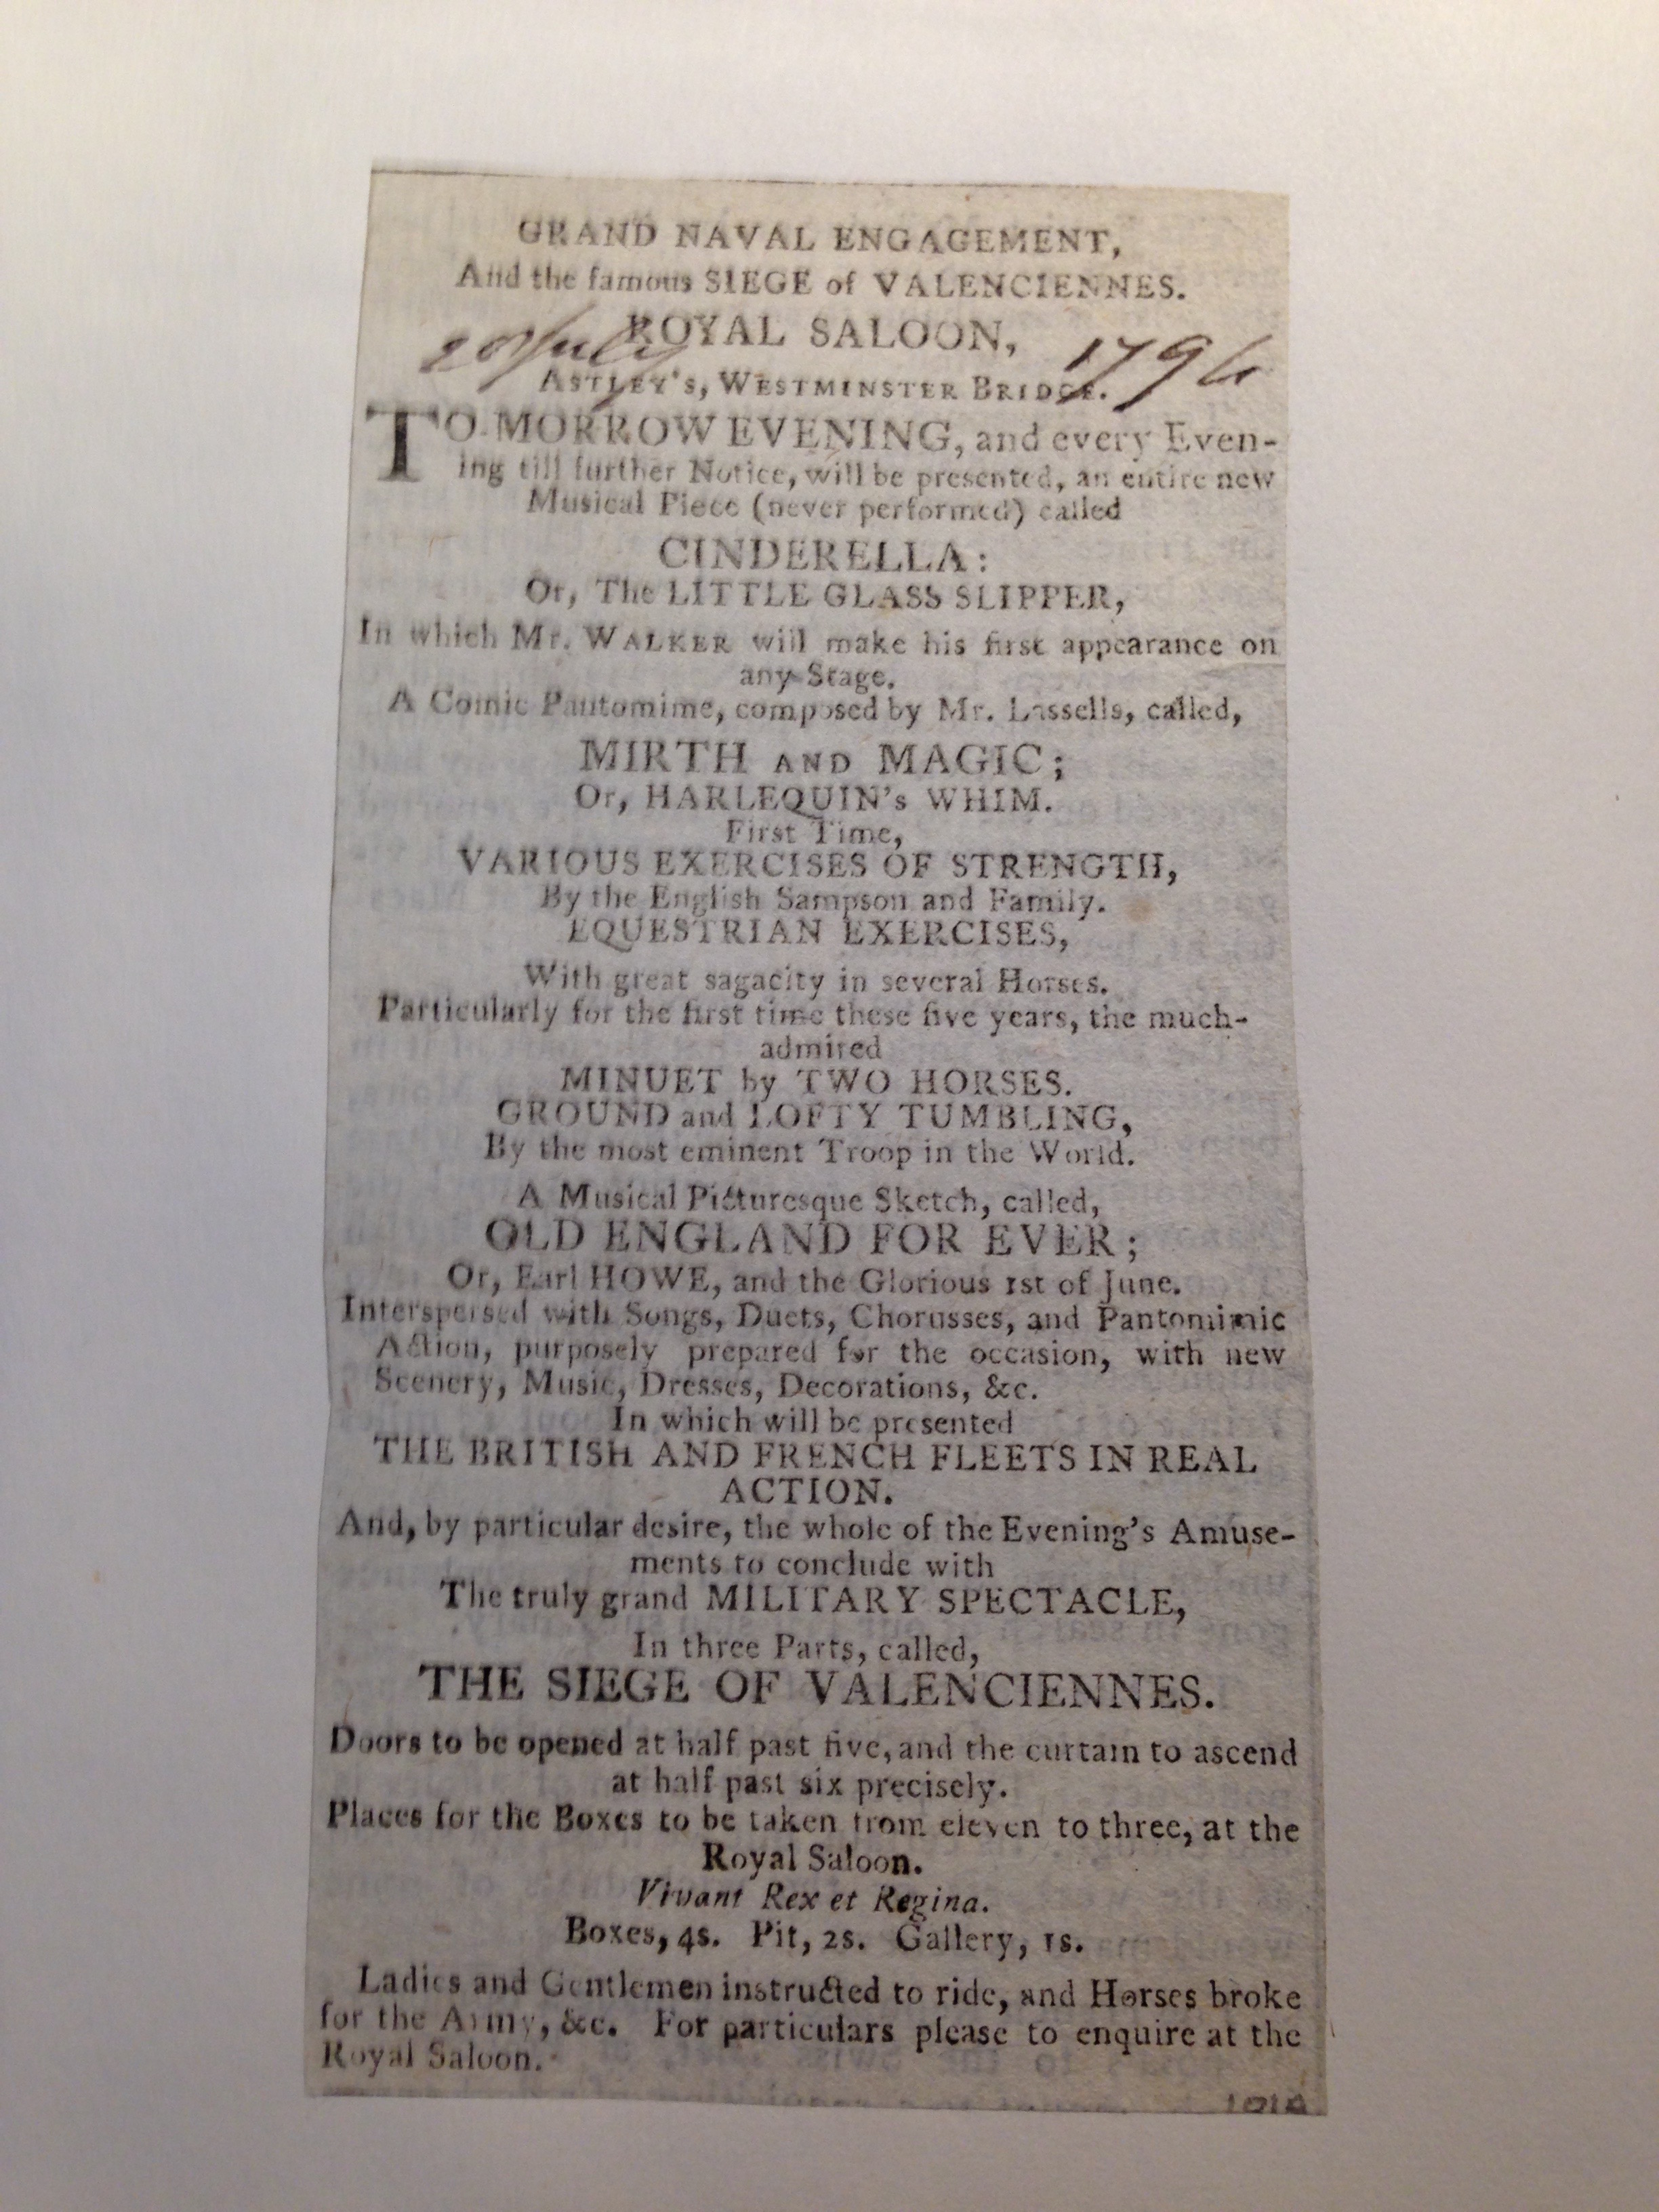 GRAND NAVAL ENGAGEMENT,
And the famous SIEGE of VALENCIENNES.
ROYAL SALOON,
20 July 1794
ASTLEY'S, WESTMINSTER BRIDGE.
TO-MORROW EVENING, and every Even-
ing till further Notice, will be presented, an entire new
Musical Piece (never performed) called
CINDERELLA:
Or, The LITTLE GLASS SLIPPER,
In which Mr. WALKER will make his first appearance on
any Stage.
A Comic Pantomime, composed by Mr. Lassells, called,
MIRTH AND MAGIC;
Or, HARLEQUIN's WHIM.
First Time,
VARIOUS EXERCISES OF STRENGTH,
By the English Sampson and Family.
EQUESTRIAN EXERCISES,
With great sagacity in several Horses.
Particularly for the first time these five years, the much-
admired
MINUET by TWO HORSES.
GROUND and LOFTY TUMBLING,
By the most eminent Troop in the World.
A Musical Picturesque Sketch, called,
OLD ENGLAND FOR EVER;
Or, Earl HOWE, and the Glorious 1st of June.
Interspersed with Songs, Duets, Chorusses, and Pantomimic
Action, purposely prepared for the occasion, with new
Scenery, Music, Dresses, Decorations, &c.
In which will be presented
THE BRITISH AND FRENCH FLEETS IN REAL
ACTION.
And, by particular desire, the whole of the Evening's Amuse-
ments to conclude with
The truly grand MILITARY SPECTACLE,
In three Parts, called,
THE SIEGE OF VALENCIENNES.
Doors to be opened at half past five, and the curtain to ascend
at half past six precisely.
Places for the Boxes to be taken from eleven to three, at the
Royal Saloon.
Vivant Rex et Regina.
Boxes, 4s. Pit, 2s. Gallery, 1s.
Ladies and Gentlemen instructed to ride, and Horses broke
for the Army, &c. For particulars please to enquire at the
Royal Saloon.